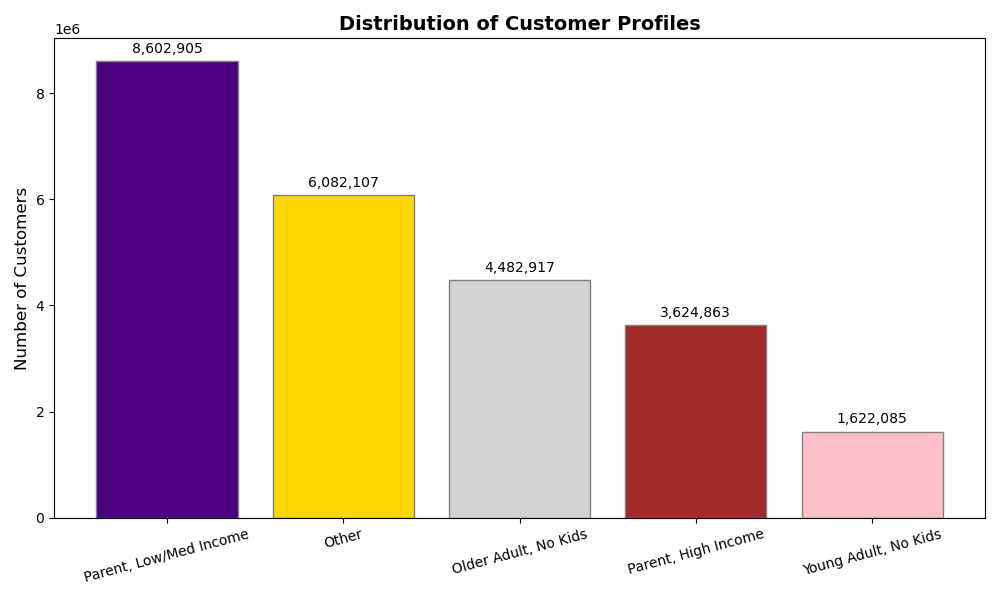 Distribution of Customer Profiles
1e6
Number of Customers
8
6
4
2
0
8,602,905
6,082,107
4,482,917
3,624,863
1,622,085
Parent, Low/Med Income
Other
Older Adult, No Kids
Parent, High Income
Young Adult, No Kids